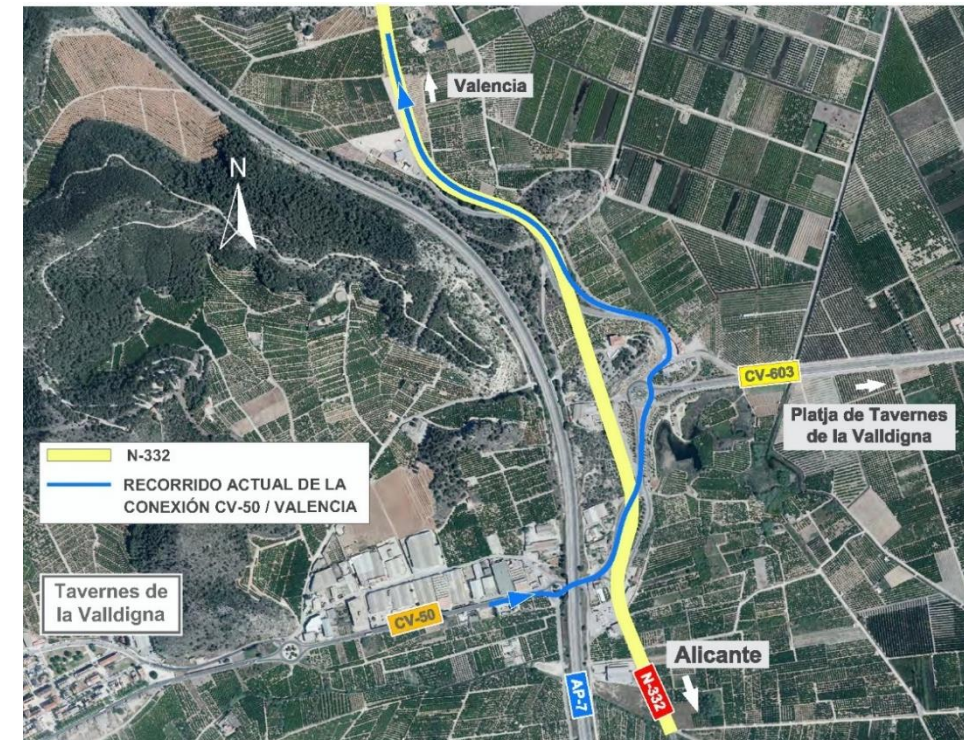 Valencia
N
CV-603
Platja de Tavernes
de la Valldigna
N-332
RECORRIDO ACTUAL DE LA
CONEXIÓN CV-50 / VALENCIA
Tavernes de
la Valldigna
CV-50
Alicante
AP-7
N-332